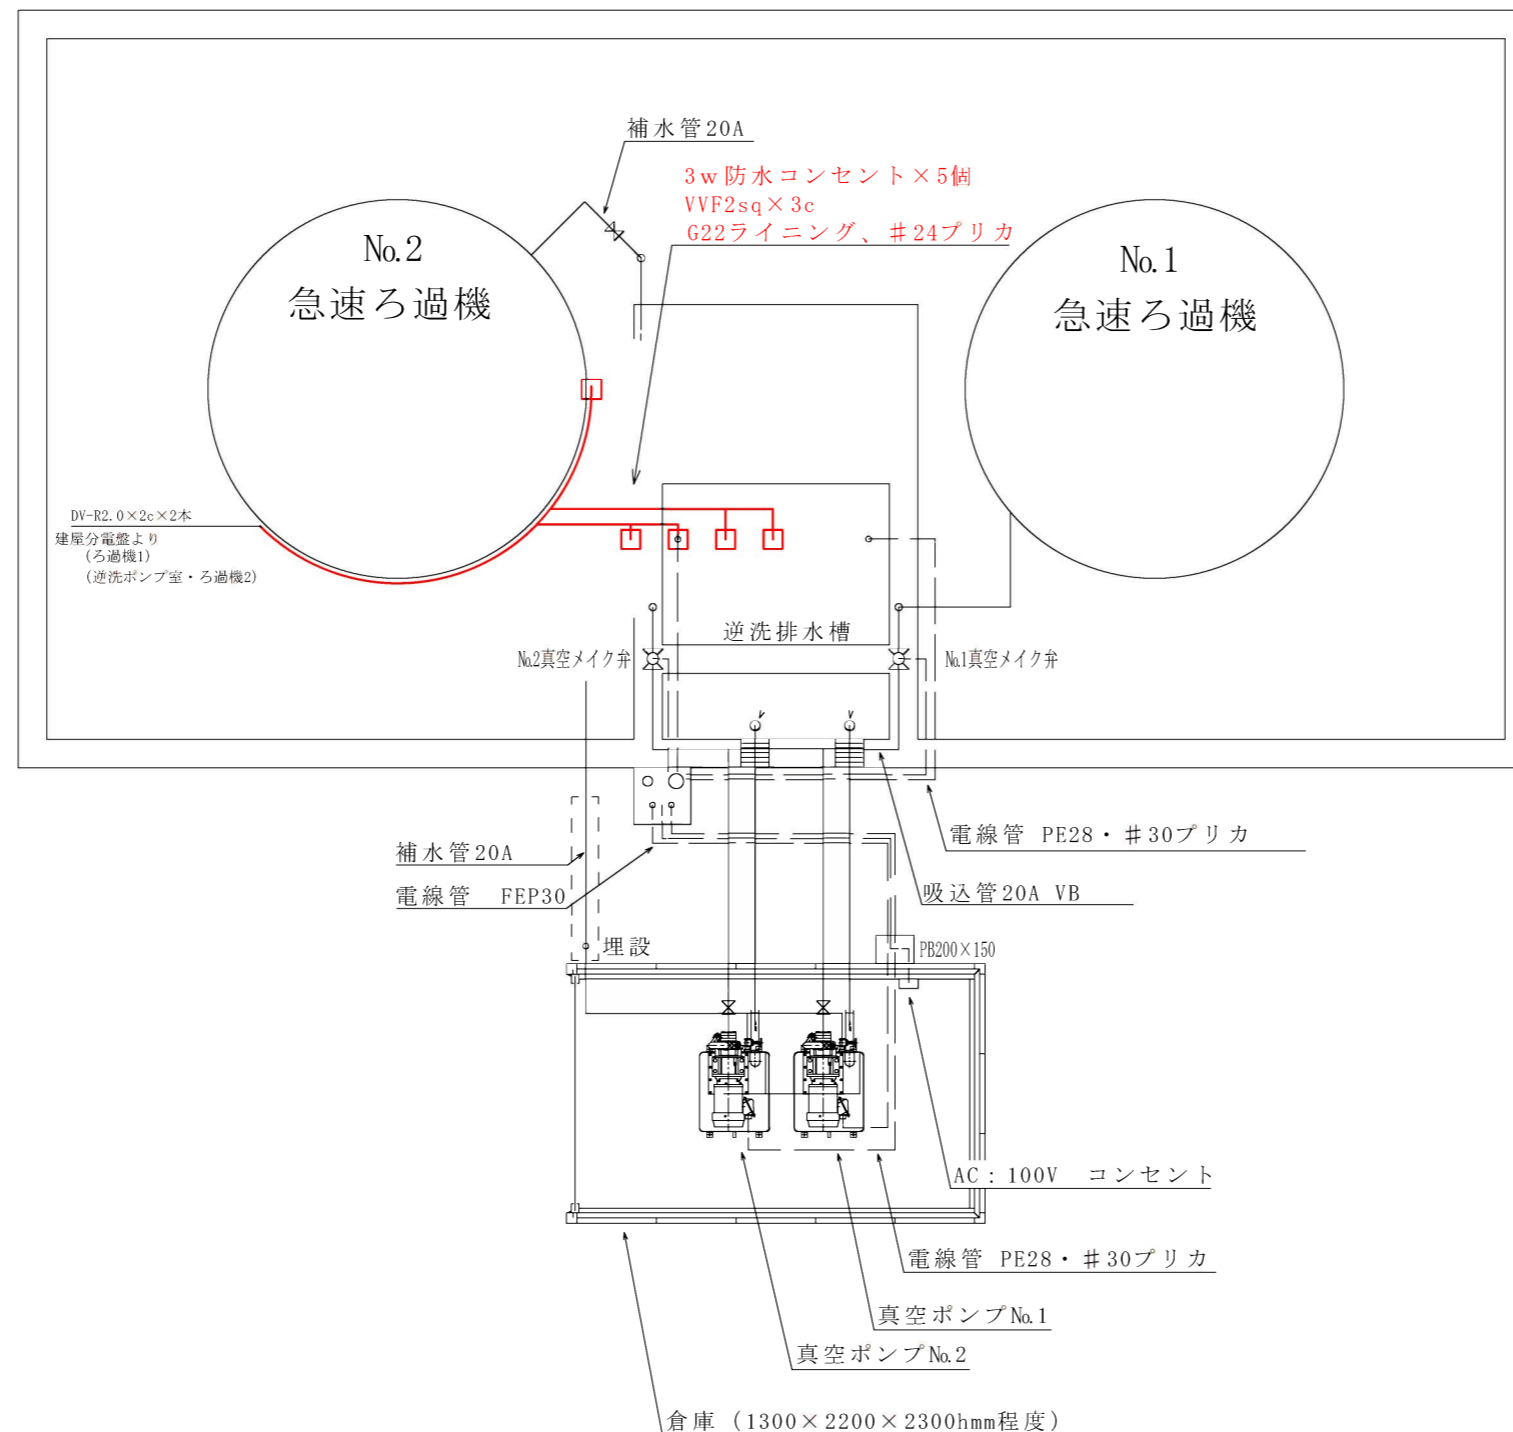 補水管20A
3w防水コンセント×5個
VVF2sq×3c
G22ライニング、♯24プリカ
№2
急速ろ過機
№1
急速ろ過機
DV-R2.0×2c×2本
建屋分電盤より
(ろ過機1)
(逆洗ポンプ室・ろ過機2)
逆洗排水槽
№2真空メイク弁
№1真空メイク弁
電線管 PE28・♯30プリカ
補水管20A
電線管 FEP30
吸込管20A VB
埋設
PB200×150
AC：100V コンセント
電線管 PE28・♯30プリカ
真空ポンプ№1
真空ポンプ№2
倉庫（1300×2200×2300hmm程度）